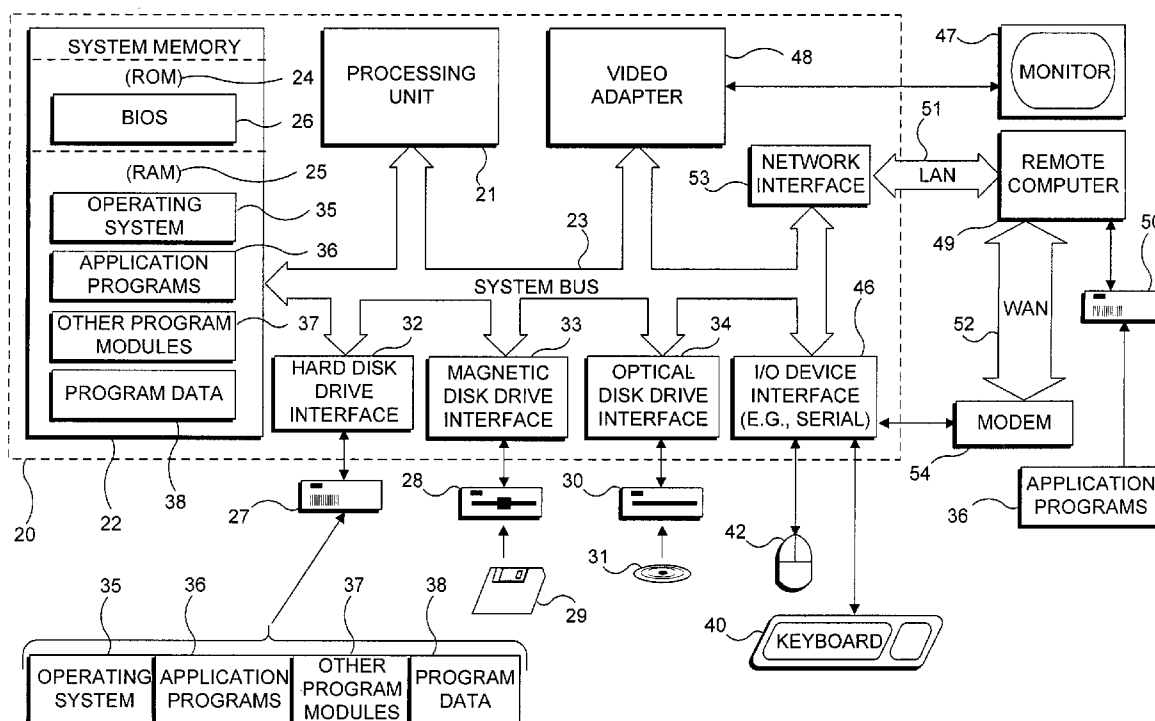 SYSTEM MEMORY
(ROM)
24
BIOS
26
(RAM)
25
OPERATING
SYSTEM
35
APPLICATION
PROGRAMS
36
OTHER PROGRAM
MODULES
37
PROGRAM DATA
38
22
20
PROCESSING
UNIT
21
VIDEO
ADAPTER
48
47
MONITOR
51
LAN
NETWORK
INTERFACE
53
REMOTE
COMPUTER
49
50
23
SYSTEM BUS
46
52
WAN
32
HARD DISK
DRIVE
INTERFACE
33
MAGNETIC
DISK DRIVE
INTERFACE
34
OPTICAL
DISK DRIVE
INTERFACE
I/O DEVICE
INTERFACE
(E.G., SERIAL)
MODEM
54
27
28
30
29
31
42
40
KEYBOARD
36
APPLICATION
PROGRAMS
35
36
37
38
OPERATING
SYSTEM
APPLICATION
PROGRAMS
OTHER
PROGRAM
MODULES
PROGRAM
DATA